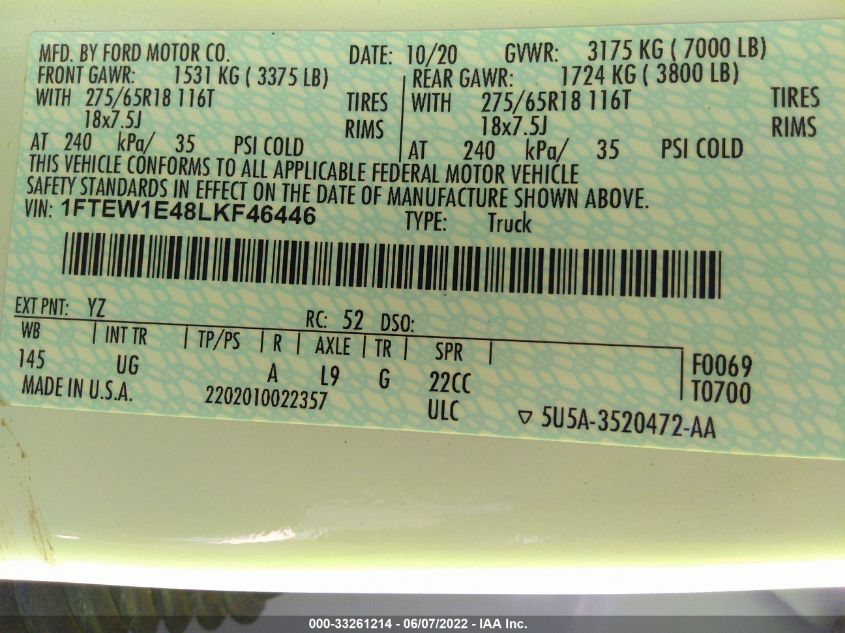 MFD. BY FORD MOTOR CO. DATE: 10/20 GVWR: 3175 KG ( 7000 LB)
FRONT GAWR: 1531 KG ( 3375 LB) REAR GAWR: 1724 KG ( 3800 LB)
WITH 275/65R18 116T TIRES WITH 275/65R18 116T TIRES
18x7.5J RIMS 18x7.5J RIMS
AT 240 kPa/ 35 PSI COLD AT 240 kPa/ 35 PSI COLD
THIS VEHICLE CONFORMS TO ALL APPLICABLE FEDERAL MOTOR VEHICLE
SAFETY STANDARDS IN EFFECT ON THE DATE OF MANUFACTURE SHOWN ABOVE.
VIN: 1FTEW1E48LKF46446 TYPE: Truck
EXT PNT: YZ RC: 52 DSO:
WB INT TR TP/PS R AXLE TR SPR F0069
145 UG A L9 G 22CC T0700
MADE IN U.S.A. 2202010022357 ULC ▽ 5U5A-3520472-AA
000-33261214 - 06/07/2022 - IAA Inc.